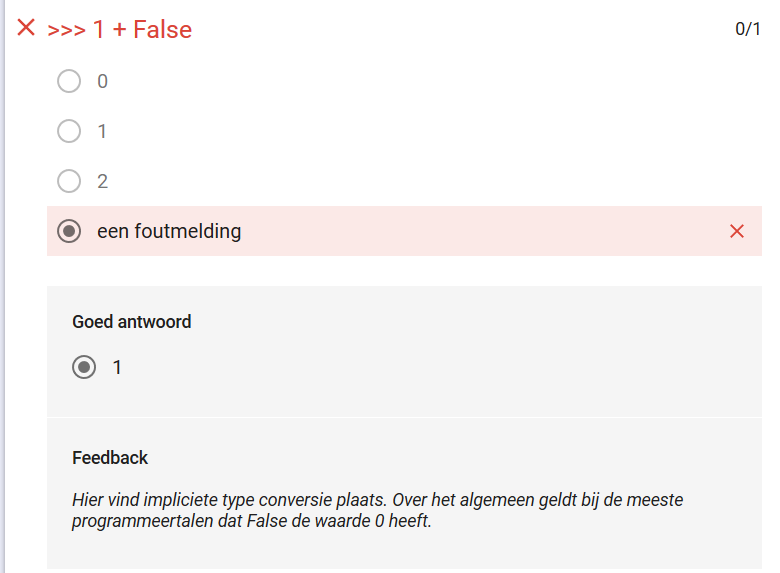 >>> 1 + False
0/1
0
1
2
een foutmelding
Goed antwoord
1
Feedback
Hier vind impliciete type conversie plaats. Over het algemeen geldt bij de meeste
programmeertalen dat False de waarde 0 heeft.